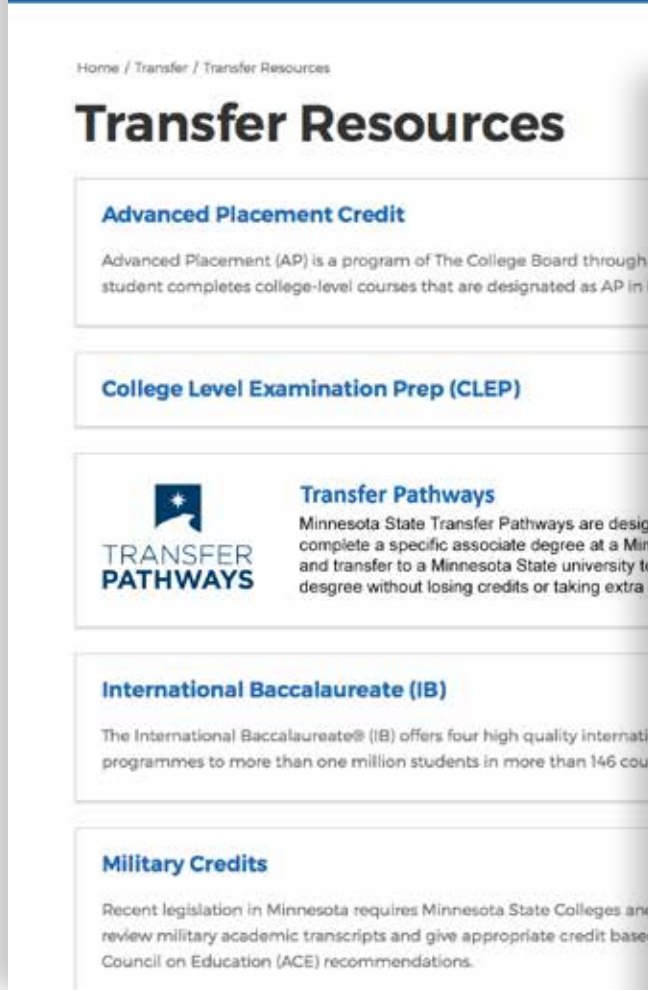 Home / Transfer / Transfer Resources
Transfer Resources
Advanced Placement Credit
Advanced Placement (AP) is a program of The College Board through
student completes college-level courses that are designated as AP in
College Level Examination Prep (CLEP)
TRANSFER
PATHWAYS
Transfer Pathways
Minnesota State Transfer Pathways are desig
complete a specific associate degree at a Min
and transfer to a Minnesota State university to
desgree without losing credits or taking extra
International Baccalaureate (IB)
The International Baccalaureate® (IB) offers four high quality internati
programmes to more than one million students in more than 146 cou
Military Credits
Recent legislation in Minnesota requires Minnesota State Colleges and
review military academic transcripts and give appropriate credit base
Council on Education (ACE) recommendations.